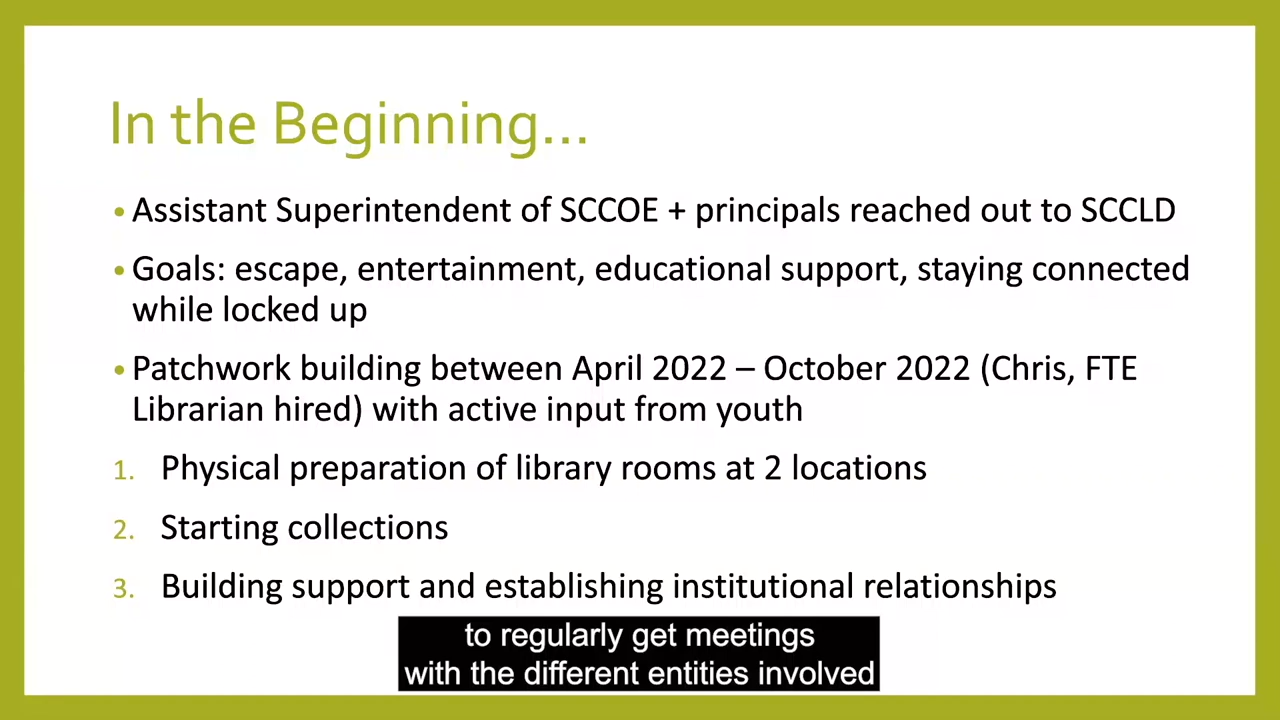 In the Beginning...
• Assistant Superintendent of SCCOE + principals reached out to SCCLD
• Goals: escape, entertainment, educational support, staying connected
while locked up
• Patchwork building between April 2022 – October 2022 (Chris, FTE
Librarian hired) with active input from youth
1. Physical preparation of library rooms at 2 locations
2. Starting collections
3. Building support and establishing institutional relationships
to regularly get meetings
with the different entities involved